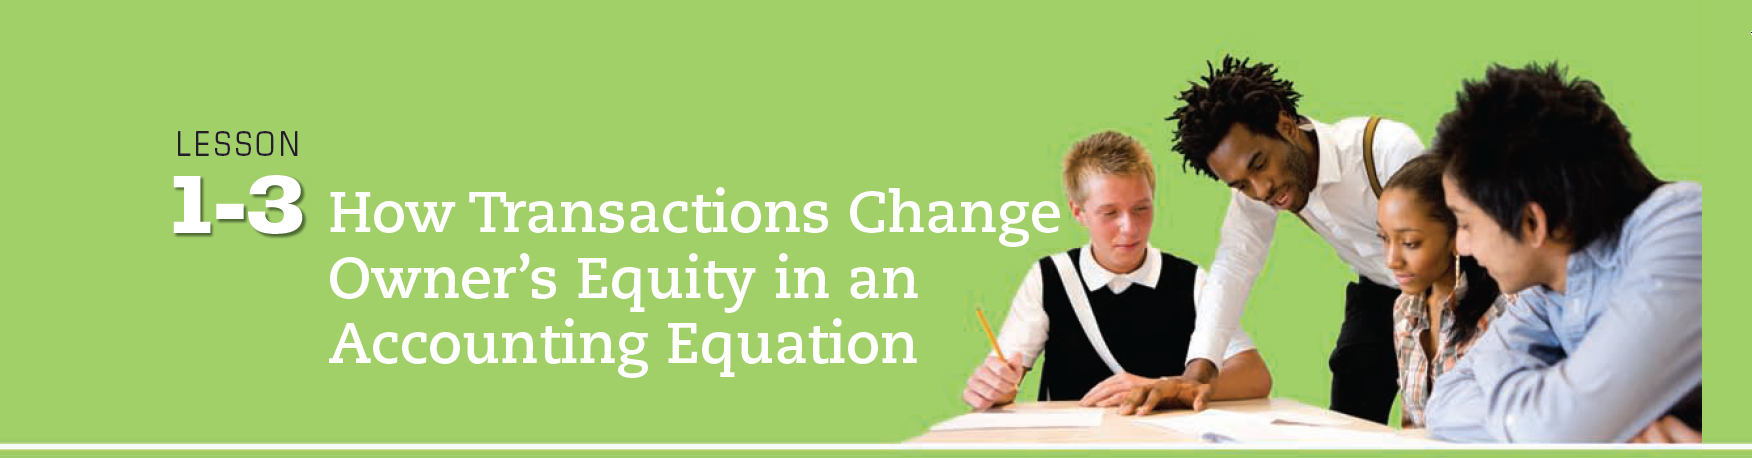 LESSON
1-3 How Transactions Change
Owner’s Equity in an
Accounting Equation